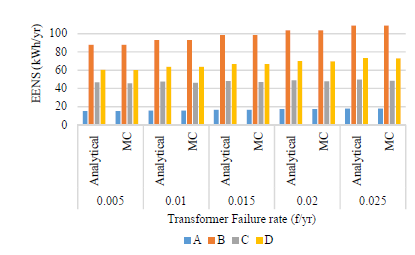 EENS (kWh/yr)
100
80
60
40
20
0
Analytical MC Analytical MC Analytical MC Analytical MC Analytical MC
0.005 0.01 0.015 0.02 0.025
Transformer Failure rate (f/yr)
A B C D